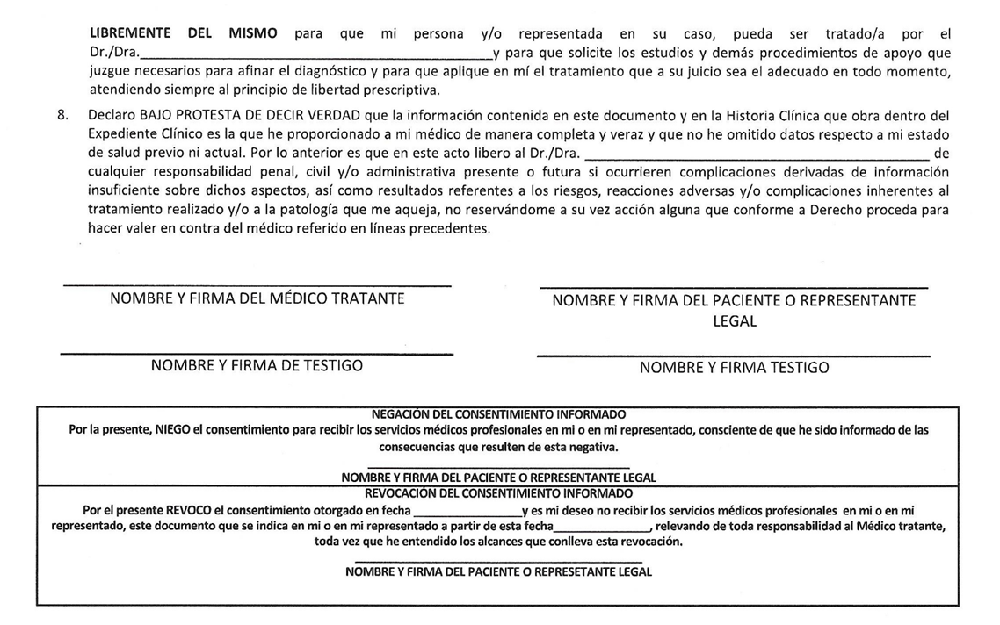 LIBREMENTE DEL MISMO para que mi persona y/o representada en su caso, pueda ser tratado/a por el
Dr./Dra.____________________________________________y para que solicite los estudios y demás procedimientos de apoyo que
juzgue necesarios para afinar el diagnóstico y para que aplique en mí el tratamiento que a su juicio sea el adecuado en todo momento,
atendiendo siempre al principio de libertad prescriptiva.
8. Declaro BAJO PROTESTA DE DECIR VERDAD que la información contenida en este documento y en la Historia Clínica que obra dentro del
Expediente Clínico es la que he proporcionado a mi médico de manera completa y veraz y que no he omitido datos respecto a mi estado
de salud previo ni actual. Por lo anterior es que en este acto libero al Dr./Dra. ____________________________________________ de
cualquier responsabilidad penal, civil y/o administrativa presente o futura si ocurrieren complicaciones derivadas de información
insuficiente sobre dichos aspectos, así como resultados referentes a los riesgos, reacciones adversas y/o complicaciones inherentes al
tratamiento realizado y/o a la patología que me aqueja, no reservándome a su vez acción alguna que conforme a Derecho proceda para
hacer valer en contra del médico referido en líneas precedentes.
NOMBRE Y FIRMA DEL MÉDICO TRATANTE
NOMBRE Y FIRMA DEL PACIENTE O REPRESENTANTE
LEGAL
NOMBRE Y FIRMA DE TESTIGO
NOMBRE Y FIRMA TESTIGO
NEGACIÓN DEL CONSENTIMIENTO INFORMADO
Por la presente, NIEGO el consentimiento para recibir los servicios médicos profesionales en mi o en mi representado, consciente de que he sido informado de las
consecuencias que resulten de esta negativa.
NOMBRE Y FIRMA DEL PACIENTE O REPRESENTANTE LEGAL
REVOCACIÓN DEL CONSENTIMIENTO INFORMADO
Por el presente REVOCO el consentimiento otorgado en fecha _________________y es mi deseo no recibir los servicios médicos profesionales en mi o en mi
representado, este documento que se indica en mi o en mi representado a partir de esta fecha_______________, relevando de toda responsabilidad al Médico tratante,
toda vez que he entendido los alcances que conlleva esta revocación.
NOMBRE Y FIRMA DEL PACIENTE O REPRESETANTE LEGAL